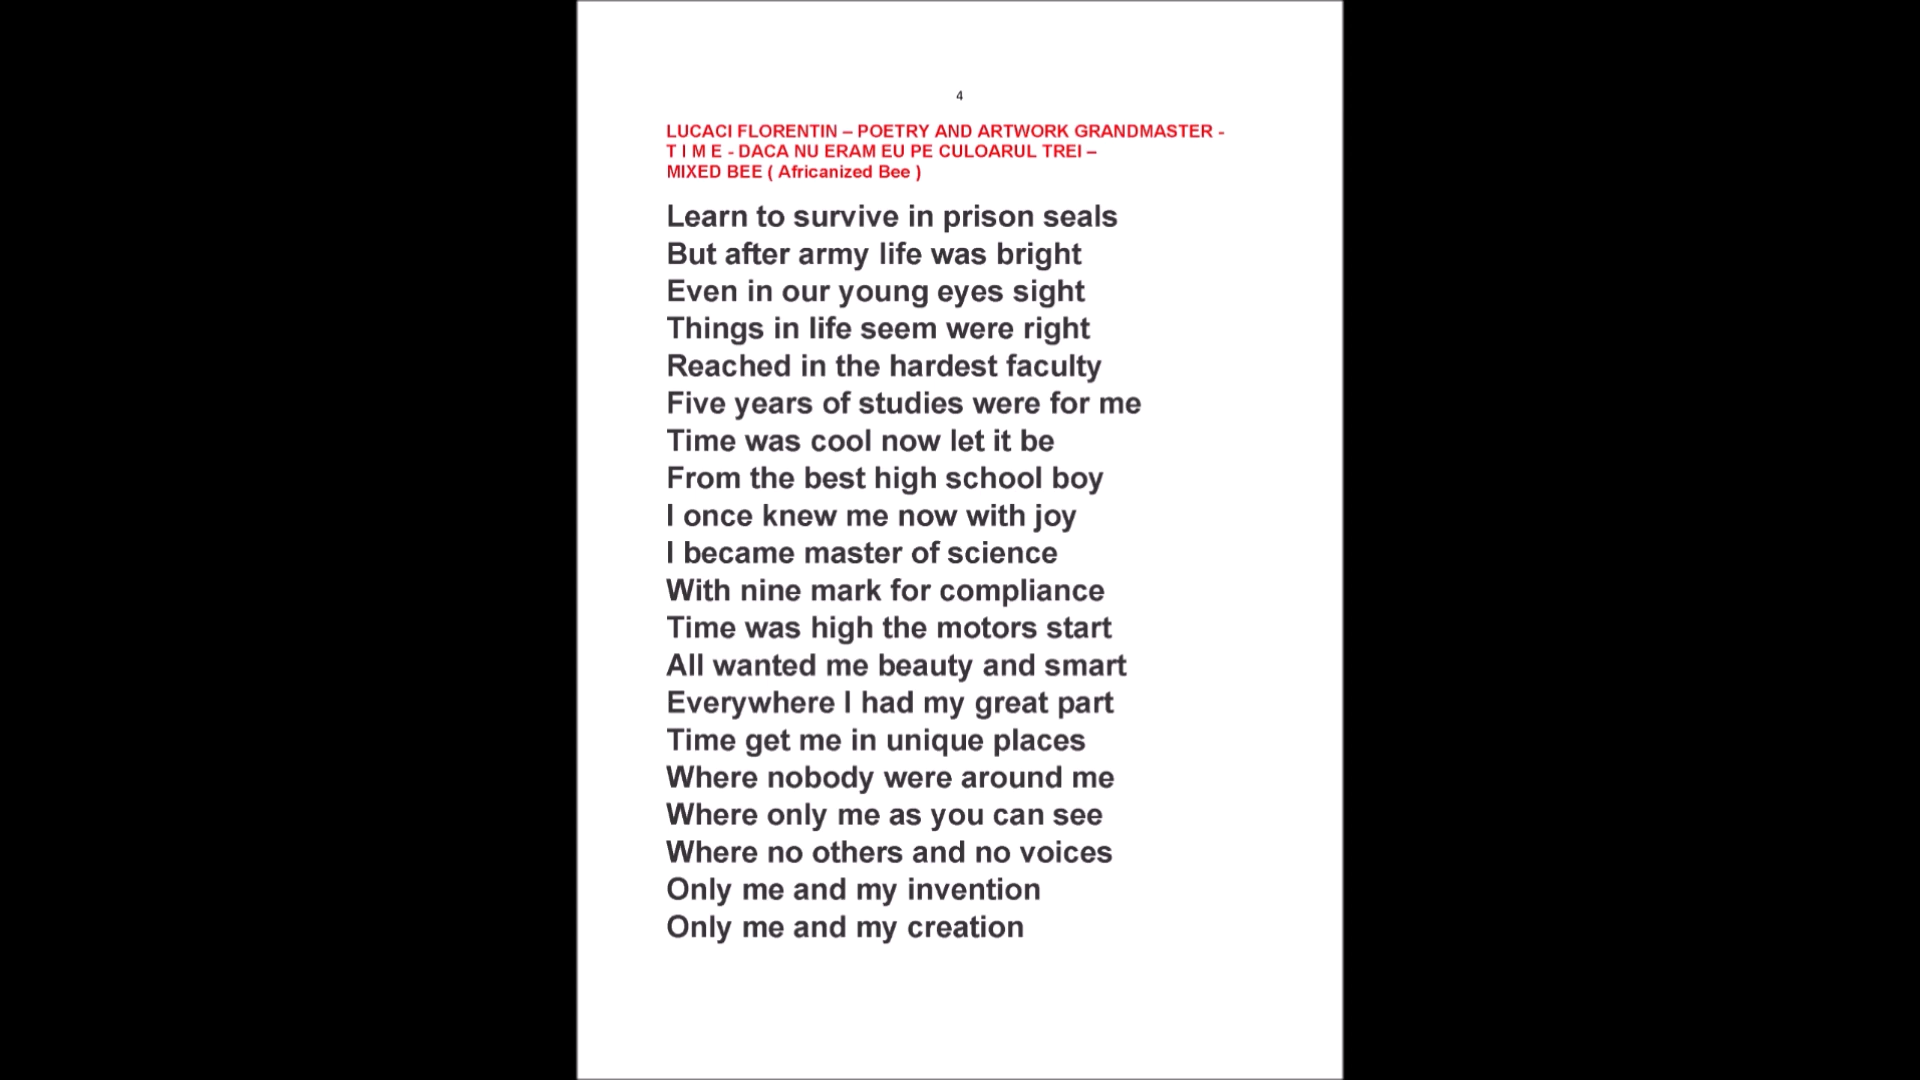 4
LUCACI FLORENTIN – POETRY AND ARTWORK GRANDMASTER -
T I M E - DACA NU ERAM EU PE CULOARUL TREI –
MIXED BEE ( Africanized Bee )
Learn to survive in prison seals
But after army life was bright
Even in our young eyes sight
Things in life seem were right
Reached in the hardest faculty
Five years of studies were for me
Time was cool now let it be
From the best high school boy
I once knew me now with joy
I became master of science
With nine mark for compliance
Time was high the motors start
All wanted me beauty and smart
Everywhere I had my great part
Time get me in unique places
Where nobody were around me
Where only me as you can see
Where no others and no voices
Only me and my invention
Only me and my creation